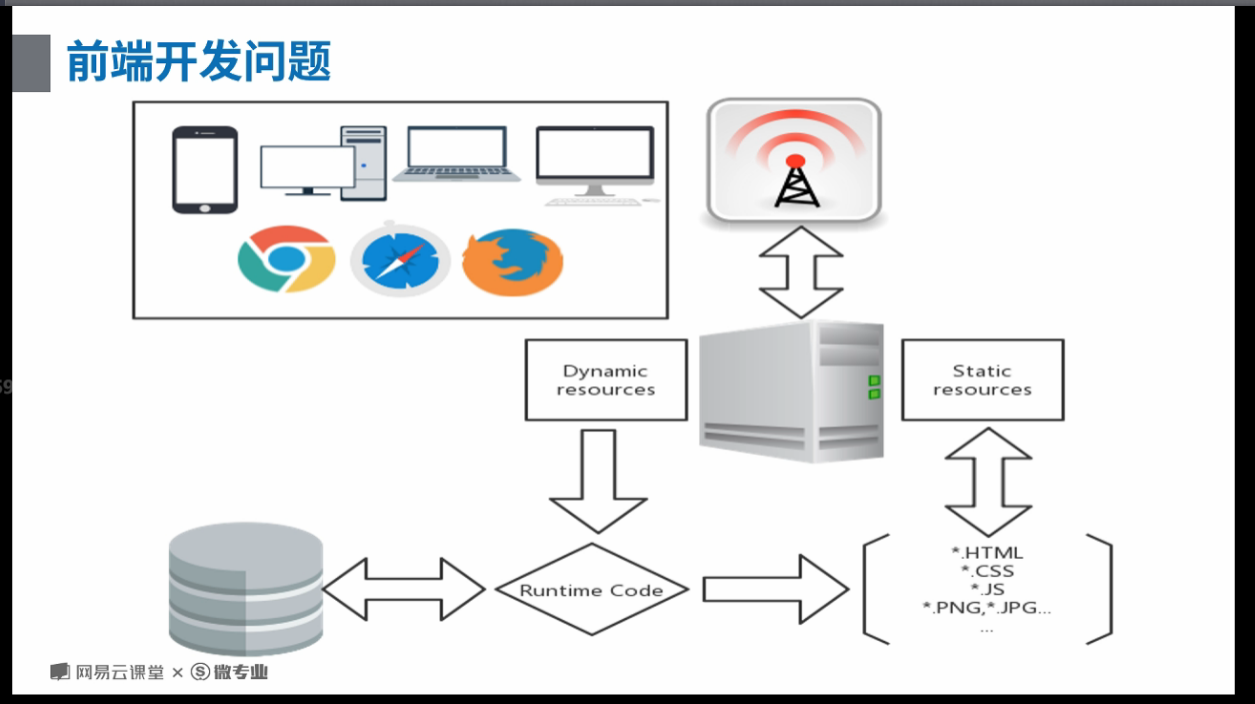 前端开发问题
Dynamic
resources
Static
resources
Runtime Code
*.HTML
*.CSS
*.JS
*.PNG,*.JPG...
...
网易云课堂 × Ⓢ微专业